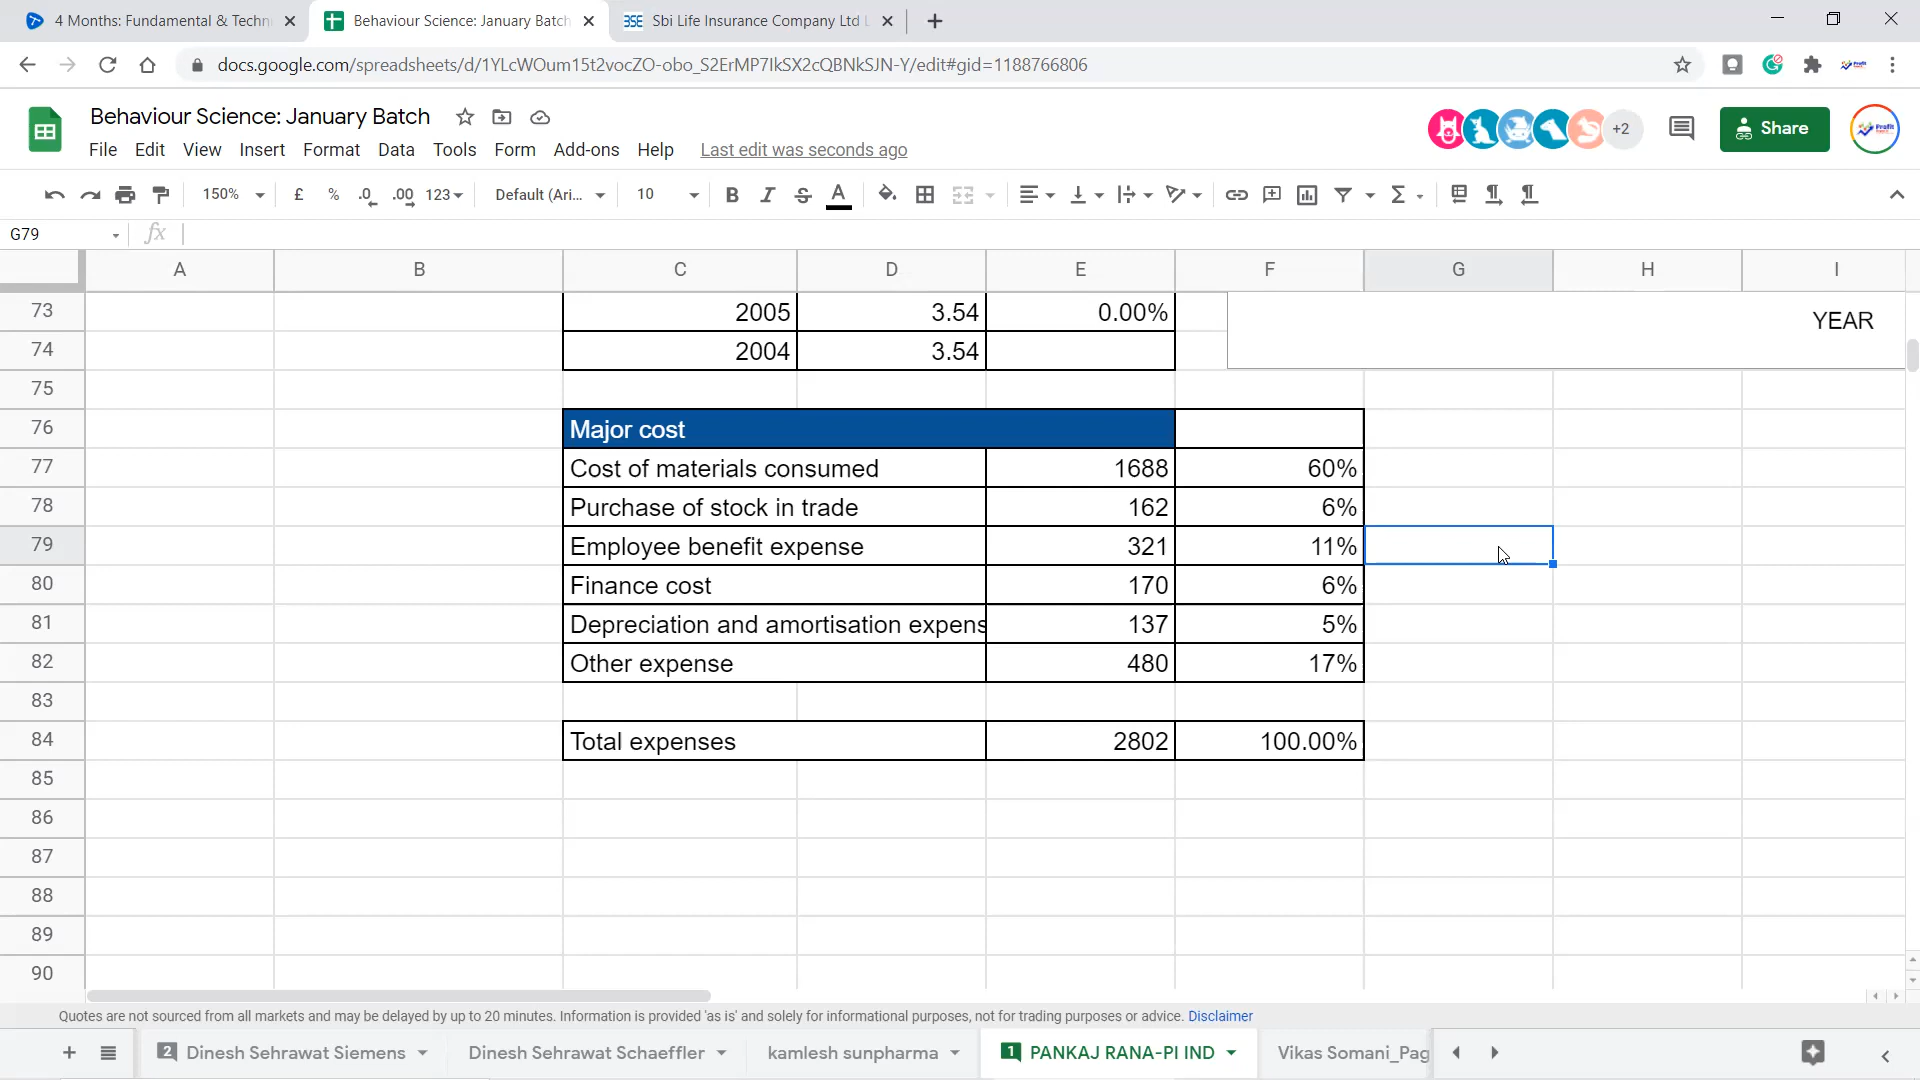 4 Months: Fundamental & Techni
Behaviour Science: January Batch
Sbi Life Insurance Company Ltd L
docs.google.com/spreadsheets/d/1YLcWOum15t2vocZO-obo_S2ErMP7IkSX2cQBNkSJN-Y/edit#gid=1188766806
Behaviour Science: January Batch
+2
Share
File Edit View Insert Format Data Tools Form Add-ons Help Last edit was seconds ago
150% £ % .0 .00 123 Default (Ari... 10 B I S A Σ
G79 fx
A B C D E F G H I
73 2005 3.54 0.00% YEAR
74 2004 3.54
75
76 Major cost
77 Cost of materials consumed 1688 60%
78 Purchase of stock in trade 162 6%
79 Employee benefit expense 321 11%
80 Finance cost 170 6%
81 Depreciation and amortisation expens 137 5%
82 Other expense 480 17%
83
84 Total expenses 2802 100.00%
85
86
87
88
89
90
Quotes are not sourced from all markets and may be delayed by up to 20 minutes. Information is provided 'as is' and solely for informational purposes, not for trading purposes or advice. Disclaimer
2 Dinesh Sehrawat Siemens Dinesh Sehrawat Schaeffler kamlesh sunpharma 1 PANKAJ RANA-PI IND Vikas Somani_Pag